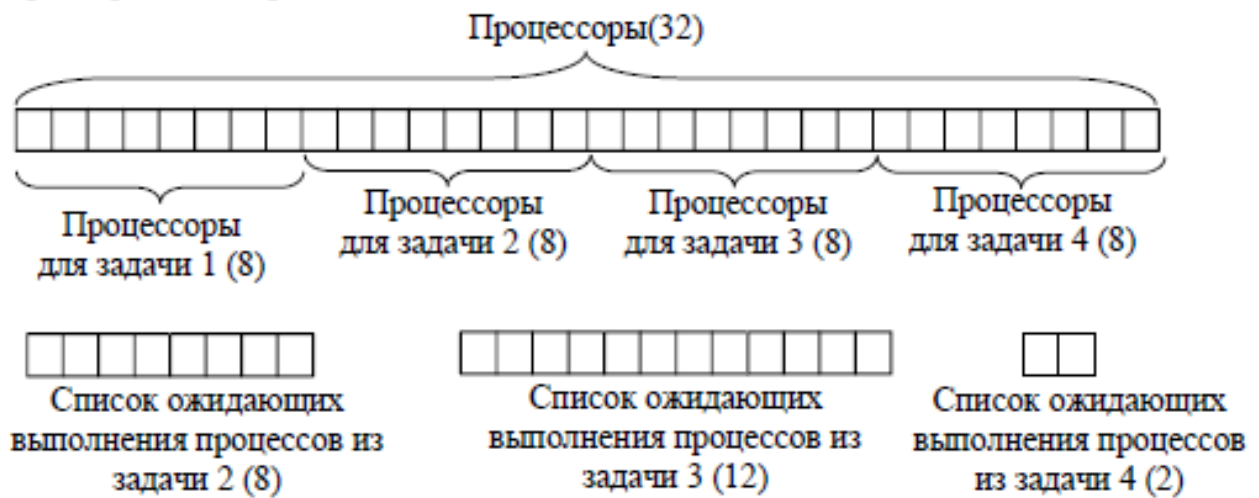 Процессоры(32)
Процессоры
для задачи 1 (8)
Процессоры
для задачи 2 (8)
Процессоры
для задачи 3 (8)
Процессоры
для задачи 4 (8)
Список ожидающих
выполнения процессов из
задачи 2 (8)
Список ожидающих
выполнения процессов из
задачи 3 (12)
Список ожидающих
выполнения процессов
из задачи 4 (2)